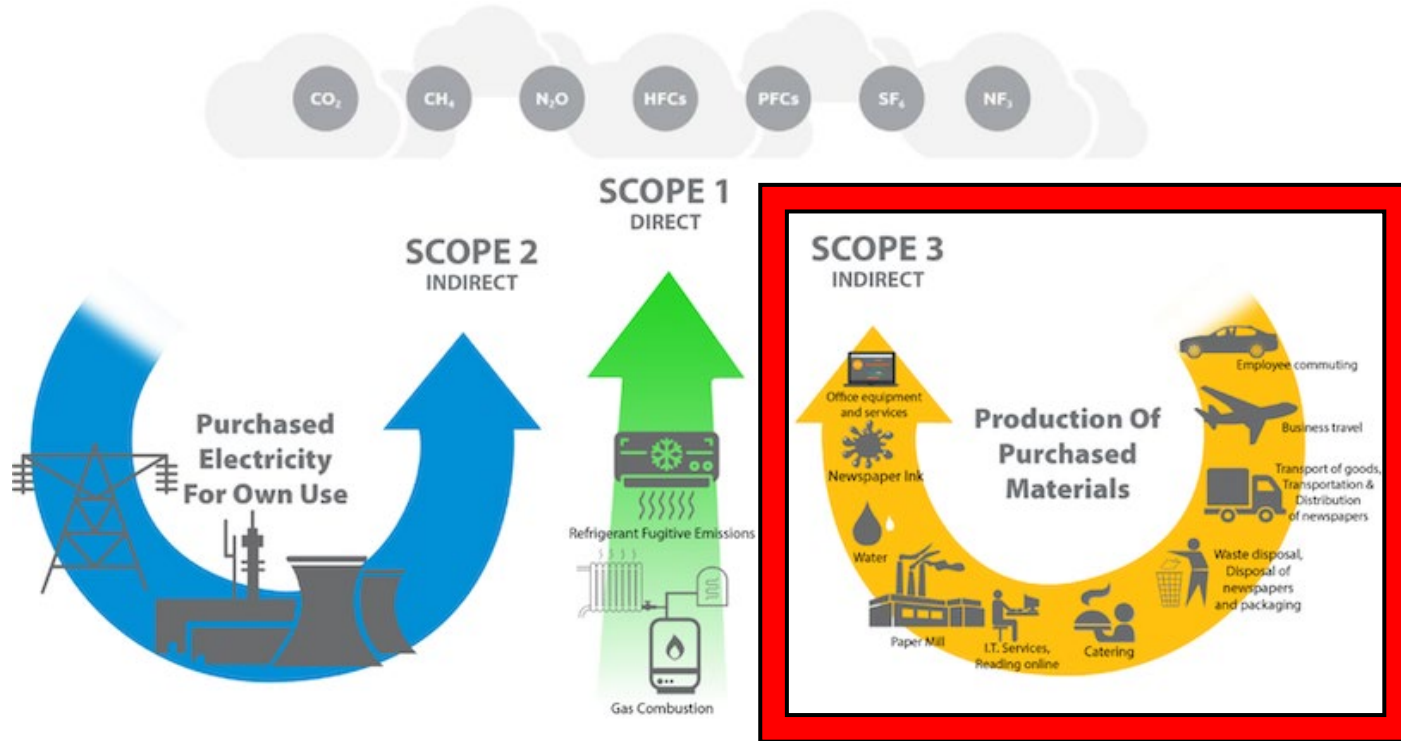 CO₂
CH₄
N₂O
HFCs
PFCs
SF₆
NF₃
SCOPE 2
INDIRECT
Purchased
Electricity
For Own Use
SCOPE 1
DIRECT
Refrigerant Fugitive Emissions
Gas Combustion
SCOPE 3
INDIRECT
Production Of
Purchased
Materials
Office equipment
and services
Newspaper Ink
Water
Paper Mill
I.T. Services,
Reading online
Catering
Waste disposal,
Disposal of
newspapers
and packaging
Transport of goods,
Transportation &
Distribution
of newspapers
Business travel
Employee commuting